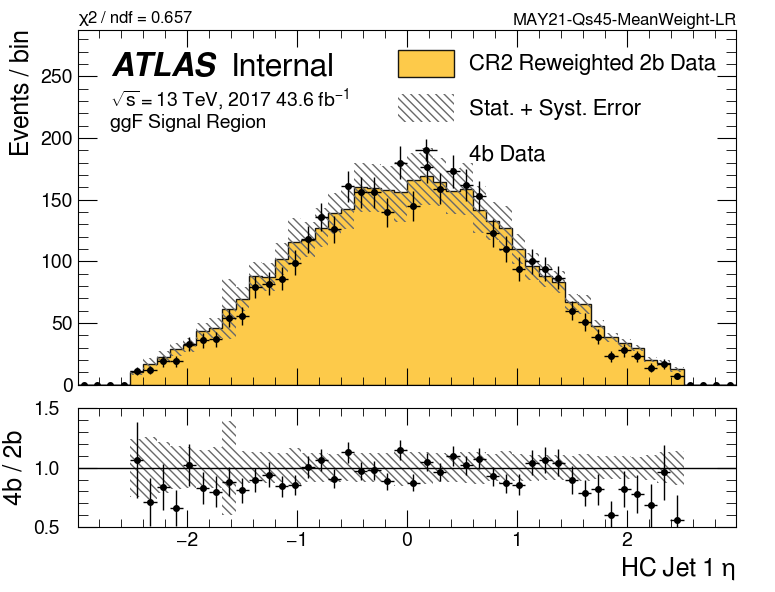 χ² / ndf = 0.657
MAY21-Qs45-MeanWeight-LR
Events / bin
ATLAS Internal
√s = 13 TeV, 2017 43.6 fb⁻¹
ggF Signal Region
CR2 Reweighted 2b Data
Stat. + Syst. Error
4b Data
250
200
150
100
50
0
4b / 2b
1.5
1.0
0.5
−2 −1 0 1 2
HC Jet 1 η